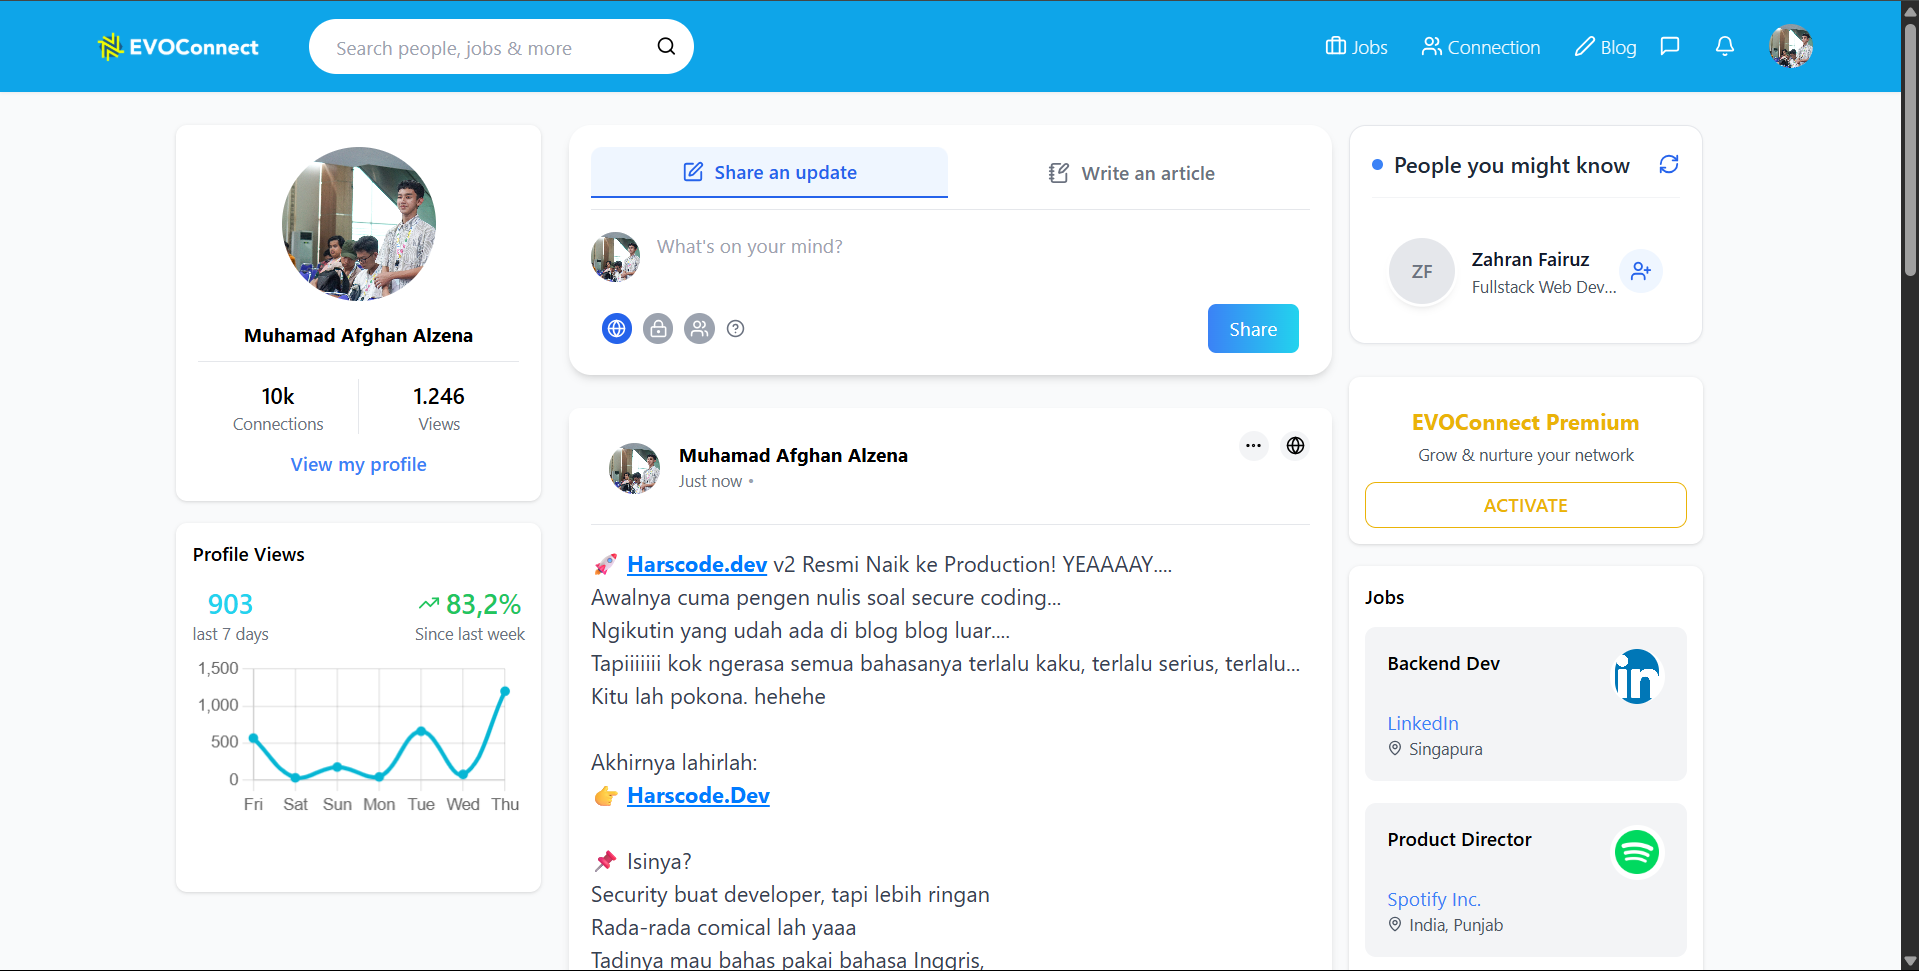 EVOConnect
Search people, jobs & more
Jobs
Connection
Blog
Muhamad Afghan Alzena
10k
Connections
1.246
Views
View my profile
Profile Views
903
last 7 days
83,2%
Since last week
1,500
1,000
500
0
Fri Sat Sun Mon Tue Wed Thu
Share an update
Write an article
What's on your mind?
Share
Muhamad Afghan Alzena
Just now •
🚀 Harscode.dev v2 Resmi Naik ke Production! YEAAAAY....
Awalnya cuma pengen nulis soal secure coding...
Ngikutin yang udah ada di blog blog luar....
Tapiiiiiii kok ngerasa semua bahasanya terlalu kaku, terlalu serius, terlalu...
Kitu lah pokona. hehehe
Akhirnya lahirlah:
👉 Harscode.Dev
📌 Isinya?
Security buat developer, tapi lebih ringan
Rada-rada comical lah yaaa
Tadinya mau bahas pakai bahasa Inggris,
People you might know
ZF
Zahran Fairuz
Fullstack Web Dev...
EVOConnect Premium
Grow & nurture your network
ACTIVATE
Jobs
Backend Dev
in
LinkedIn
Singapura
Product Director
Spotify Inc.
India, Punjab